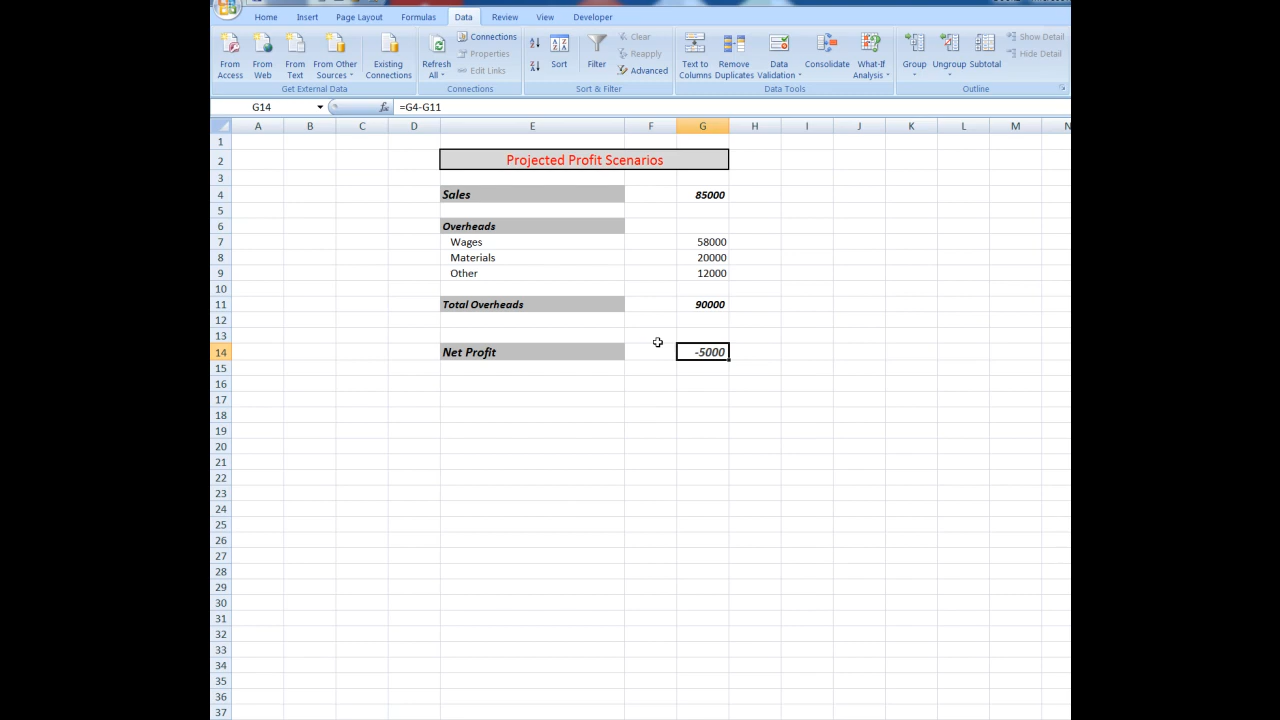 Home Insert Page Layout Formulas Data Review View Developer
Connections Clear Show Detail
Properties Reapply Hide Detail
From Access From Web From Text From Other Sources Existing Connections Refresh All Edit Links Sort Filter Advanced Text to Columns Remove Duplicates Data Validation Consolidate What-If Analysis Group Ungroup Subtotal
Get External Data Connections Sort & Filter Data Tools Outline
G14 fx =G4-G11
A B C D E F G H I J K L M N
1
2 Projected Profit Scenarios
3
4 Sales 85000
5
6 Overheads
7 Wages 58000
8 Materials 20000
9 Other 12000
10
11 Total Overheads 90000
12
13
14 Net Profit -5000
15
16
17
18
19
20
21
22
23
24
25
26
27
28
29
30
31
32
33
34
35
36
37